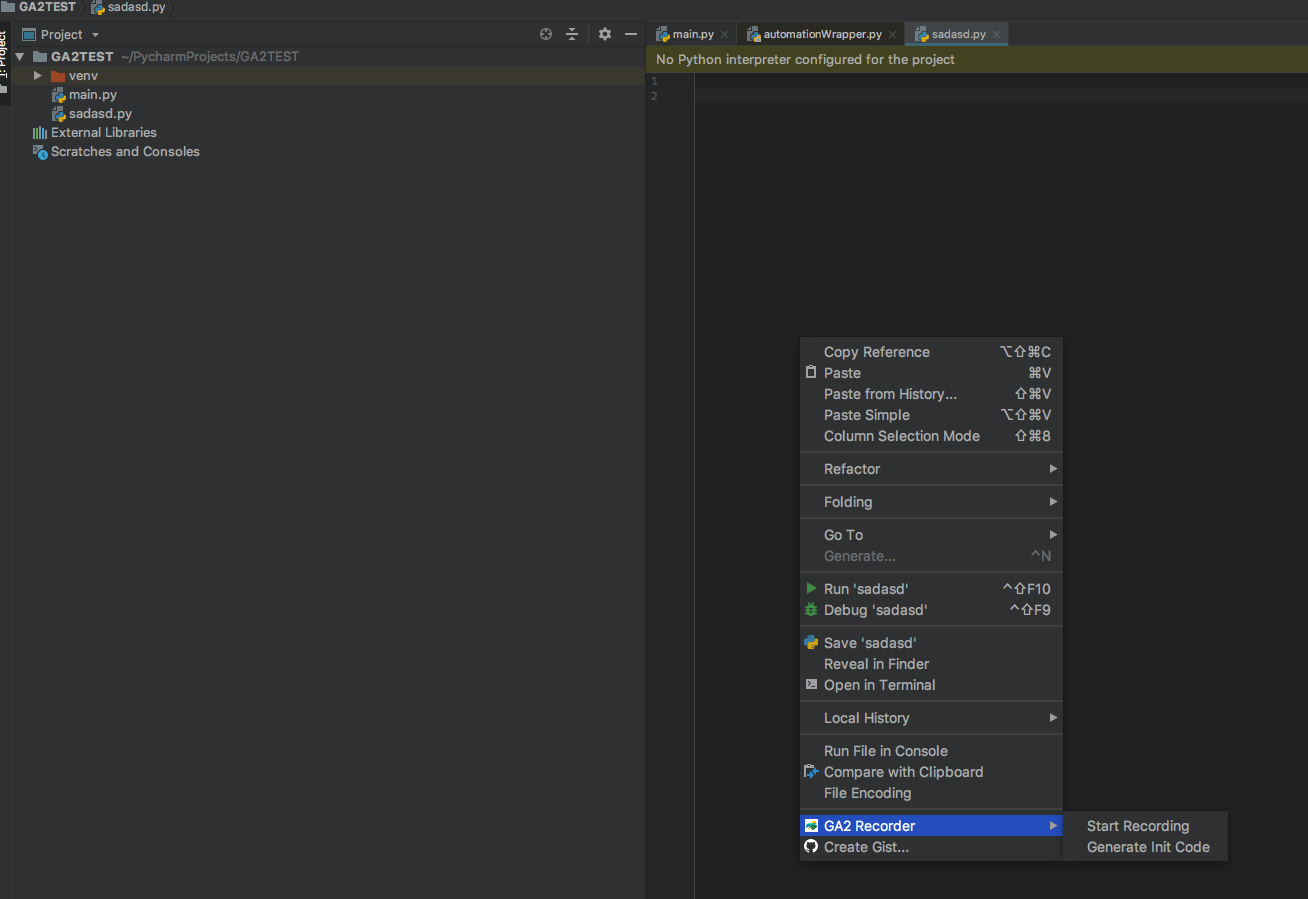 GA2TEST sadasd.py
1: Project
Project
GA2TEST ~/PycharmProjects/GA2TEST
venv
main.py
sadasd.py
External Libraries
Scratches and Consoles
main.py automationWrapper.py sadasd.py
No Python interpreter configured for the project
1
2
Copy Reference ⌥⇧⌘C
Paste ⌘V
Paste from History... ⇧⌘V
Paste Simple ⌥⇧⌘V
Column Selection Mode ⇧⌘8
Refactor
Folding
Go To
Generate... ^N
Run 'sadasd' ^⇧F10
Debug 'sadasd' ^⇧F9
Save 'sadasd'
Reveal in Finder
Open in Terminal
Local History
Run File in Console
Compare with Clipboard
File Encoding
GA2 Recorder
Create Gist...
Start Recording
Generate Init Code